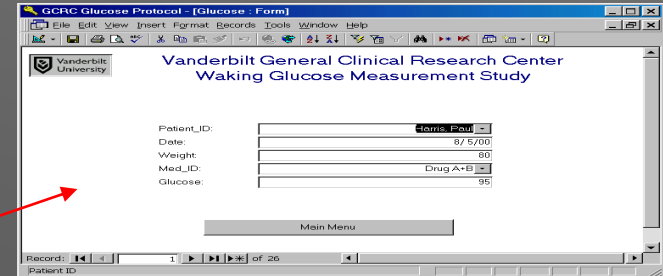 GCRC Glucose Protocol - [Glucose : Form]
File Edit View Insert Format Records Tools Window Help
Vanderbilt
University
Vanderbilt General Clinical Research Center
Waking Glucose Measurement Study
Patient_ID: Harris, Paul
Date: 8/ 5/00
Weight: 80
Med_ID: Drug A+B
Glucose: 95
Main Menu
Record: 1 of 26
Patient ID